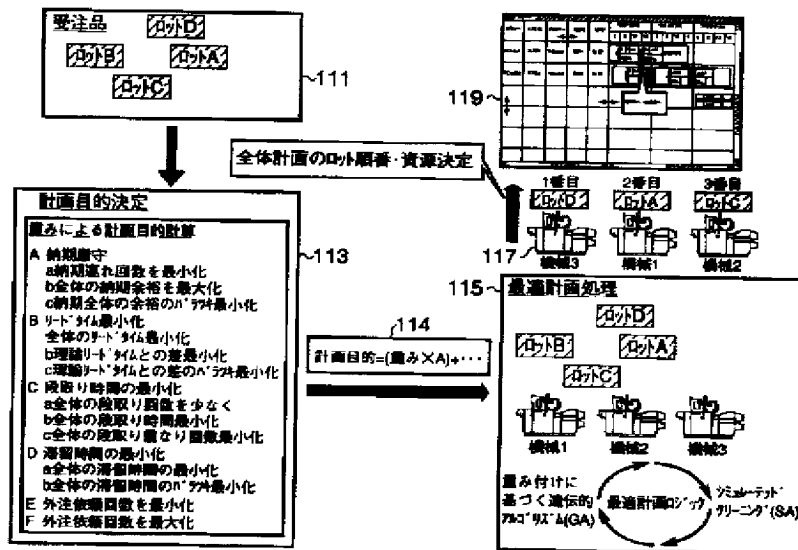 受注品
ロットD
ロットB
ロットA
ロットC
111
119
全体計画のロット順番・資源決定
1番目
2番目
3番目
ロットD
ロットA
ロットC
117
機械3
機械1
機械2
計画目的決定
重みによる計画目的計算
A 納期厳守
a納期遅れ回数を最小化
b全体の納期余裕を最大化
c納期全体の余裕のバラツキ最小化
B リードタイム最小化
全体のリードタイム最小化
b理論リードタイムとの差最小化
c理論リードタイムとの差のバラツキ最小化
C 段取り時間の最小化
a全体の段取り回数を少なく
b全体の段取り時間最小化
c全体の段取り重なり回数最小化
D 滞留時間の最小化
a全体の滞留時間の最小化
b全体の滞留時間のバラツキ最小化
E 外注依頼回数を最小化
F 外注依頼回数を最大化
113
114
計画目的=(重み×A)+・・・
115
最適計画処理
ロットD
ロットB
ロットA
ロットC
機械1
機械2
機械3
重み付けに
基づく遺伝的
アルゴリズム(GA)
最適計画ロジック
シミュレーテッド
クリーニング(SA)